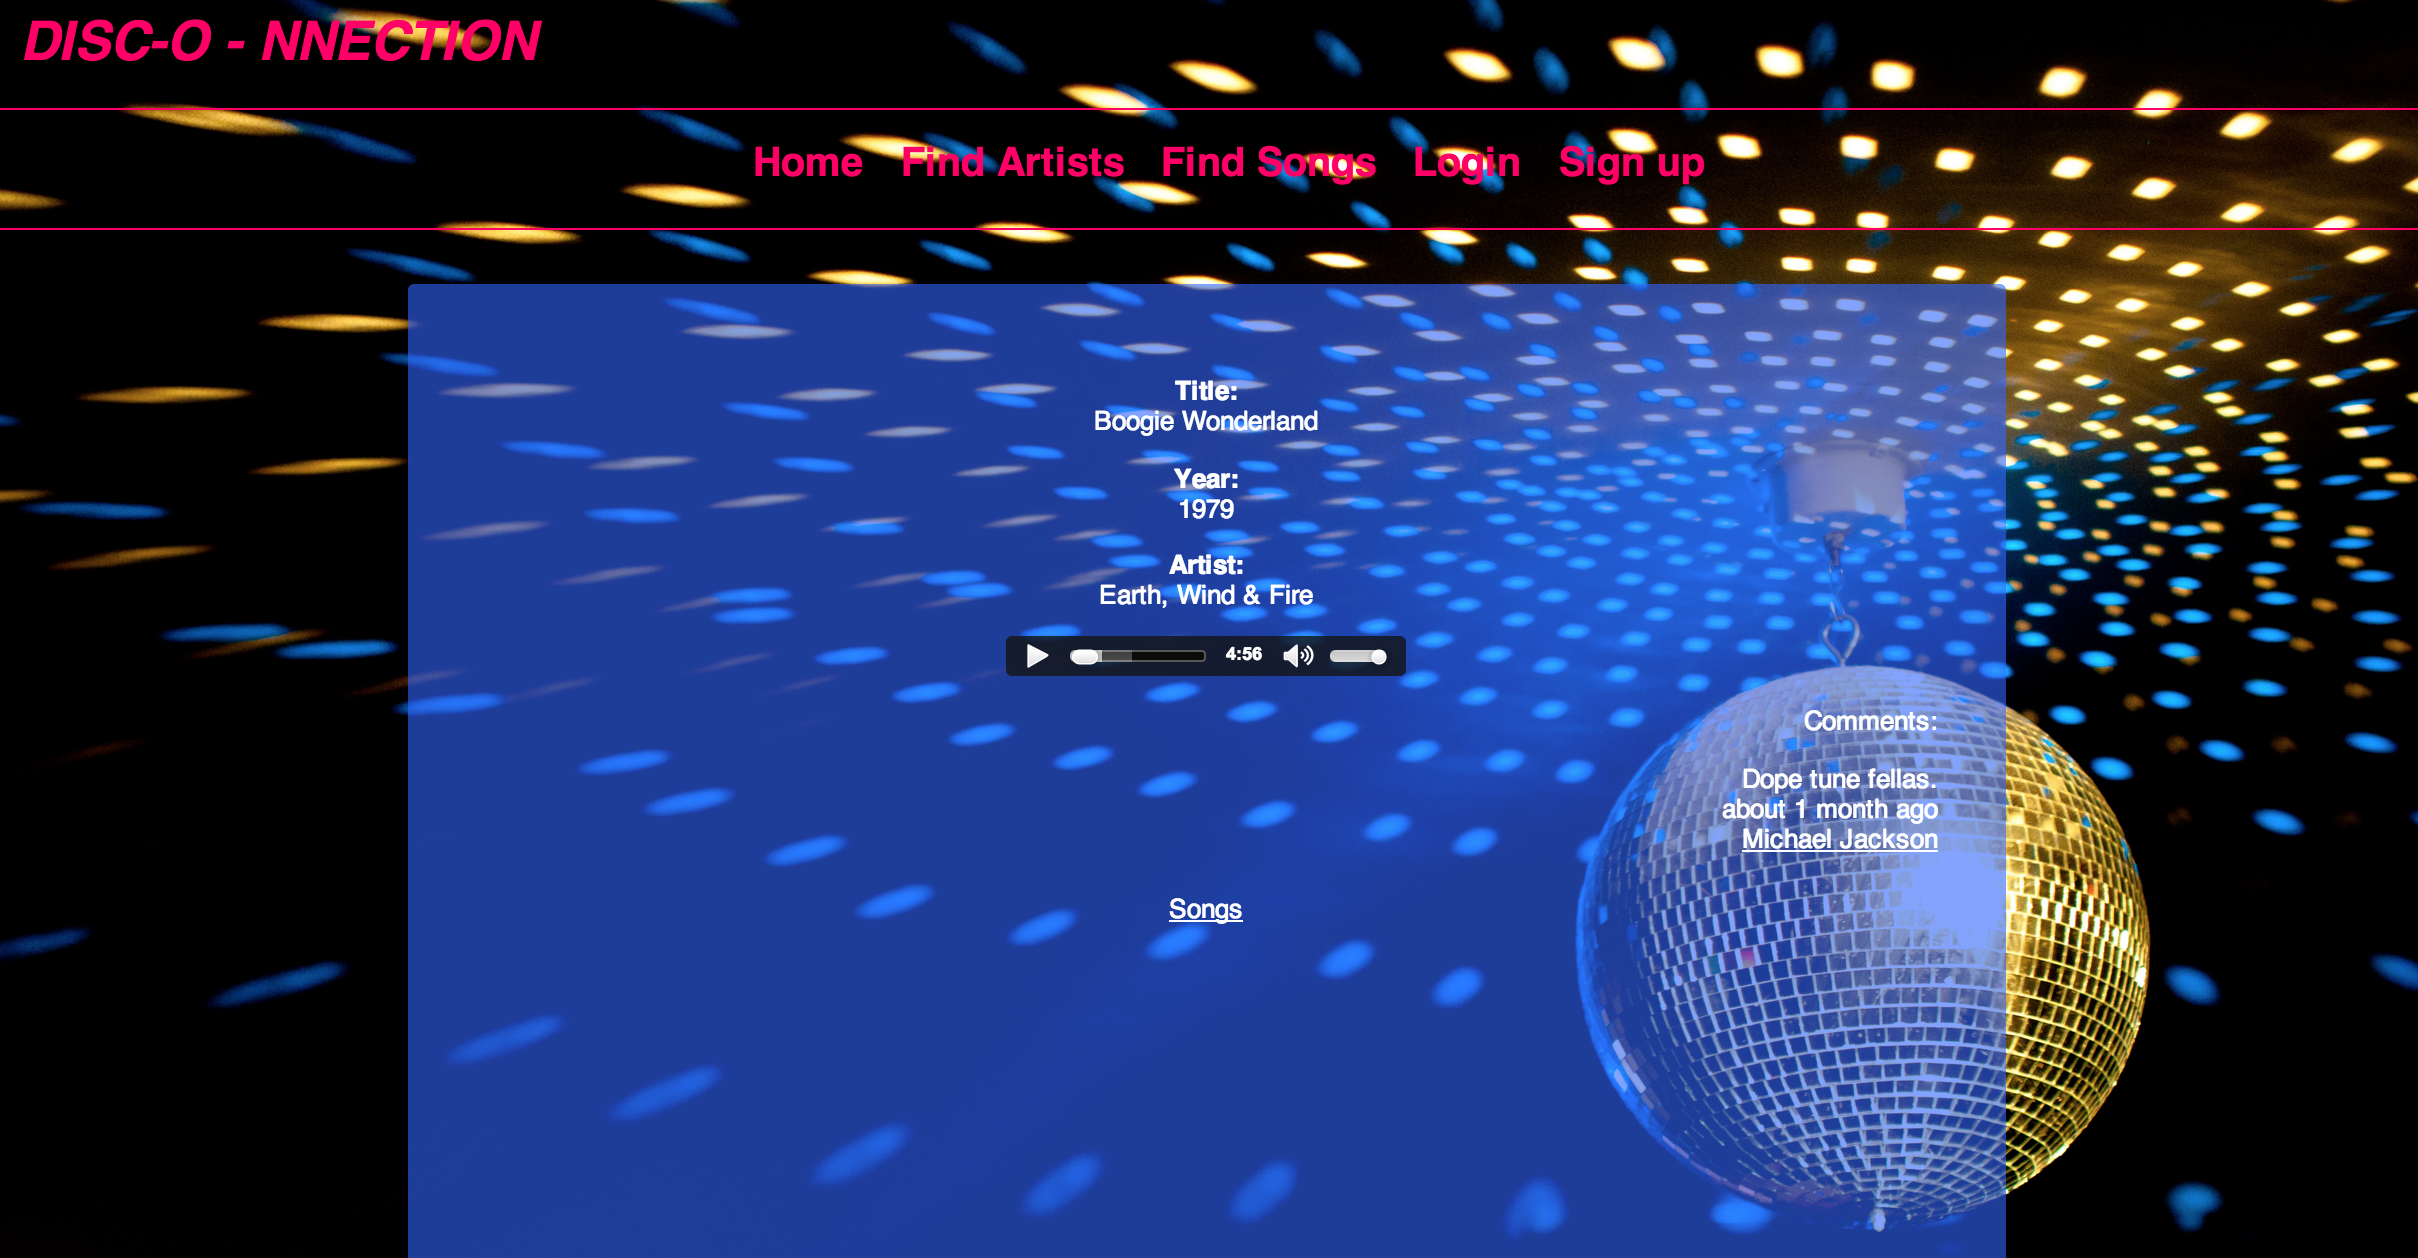 DISC-O - NNECTION
Home Find Artists Find Songs Login Sign up
Title:
Boogie Wonderland
Year:
1979
Artist:
Earth, Wind & Fire
4:56
Comments:
Dope tune fellas.
about 1 month ago
Michael Jackson
Songs